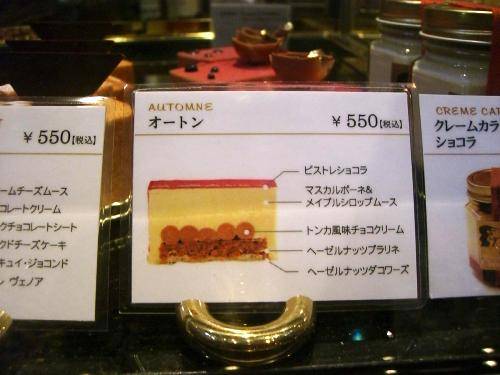 ¥ 550【税込】
ームチーズムース
コレートクリーム
クチョコレートシート
クドチーズケーキ
キュイ・ジョコンド
ン ヴェノア
AUTOMNE
オートン
¥ 550【税込】
ピストレショコラ
マスカルポーネ&
メイプルシロップムース
トンカ風味チョコクリーム
ヘーゼルナッツプラリネ
ヘーゼルナッツダコワーズ
CREME CAT
クレームカラ
ショコラ